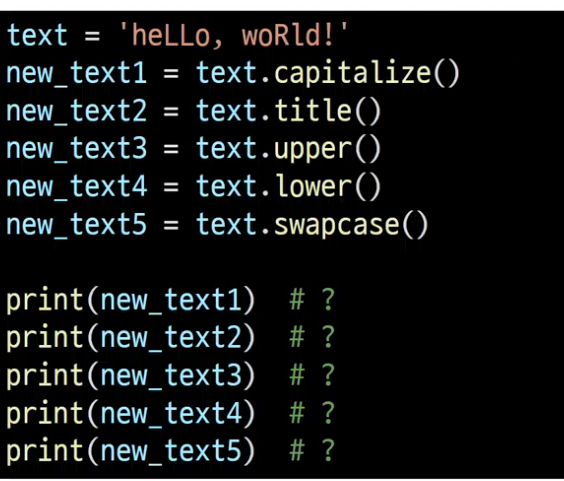 text = 'heLLo, woRld!'
new_text1 = text.capitalize()
new_text2 = text.title()
new_text3 = text.upper()
new_text4 = text.lower()
new_text5 = text.swapcase()
print(new_text1)  # ?
print(new_text2)  # ?
print(new_text3)  # ?
print(new_text4)  # ?
print(new_text5)  # ?